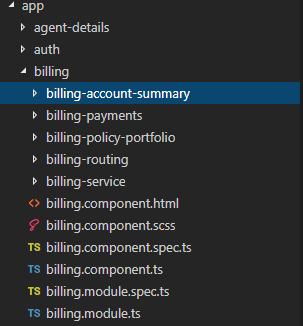 app
agent-details
auth
billing
billing-account-summary
billing-payments
billing-policy-portfolio
billing-routing
billing-service
<> billing.component.html
billing.component.scss
TS billing.component.spec.ts
TS billing.component.ts
TS billing.module.spec.ts
TS billing.module.ts